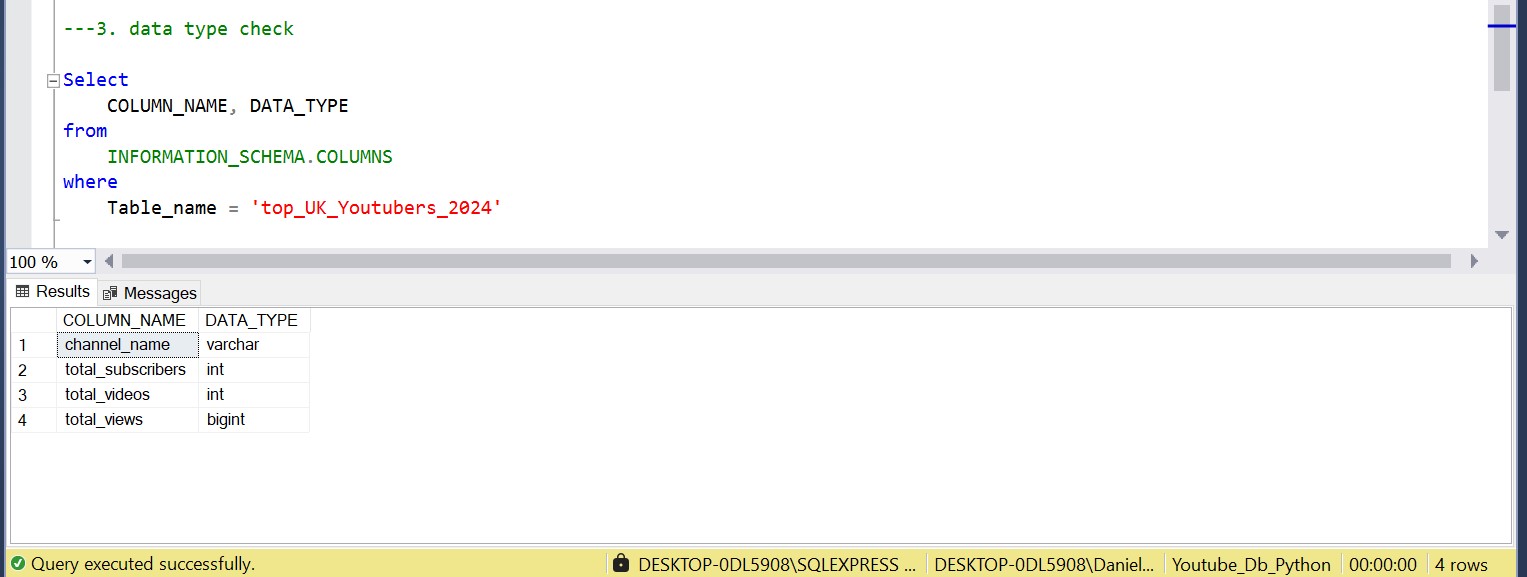 ---3. data type check
Select
COLUMN_NAME, DATA_TYPE
from
INFORMATION_SCHEMA.COLUMNS
where
Table_name = 'top_UK_Youtubers_2024'
100 %
Results Messages
COLUMN_NAME DATA_TYPE
1 channel_name varchar
2 total_subscribers int
3 total_videos int
4 total_views bigint
Query executed successfully. DESKTOP-0DL5908\SQLEXPRESS ... DESKTOP-0DL5908\Daniel... Youtube_Db_Python 00:00:00 4 rows